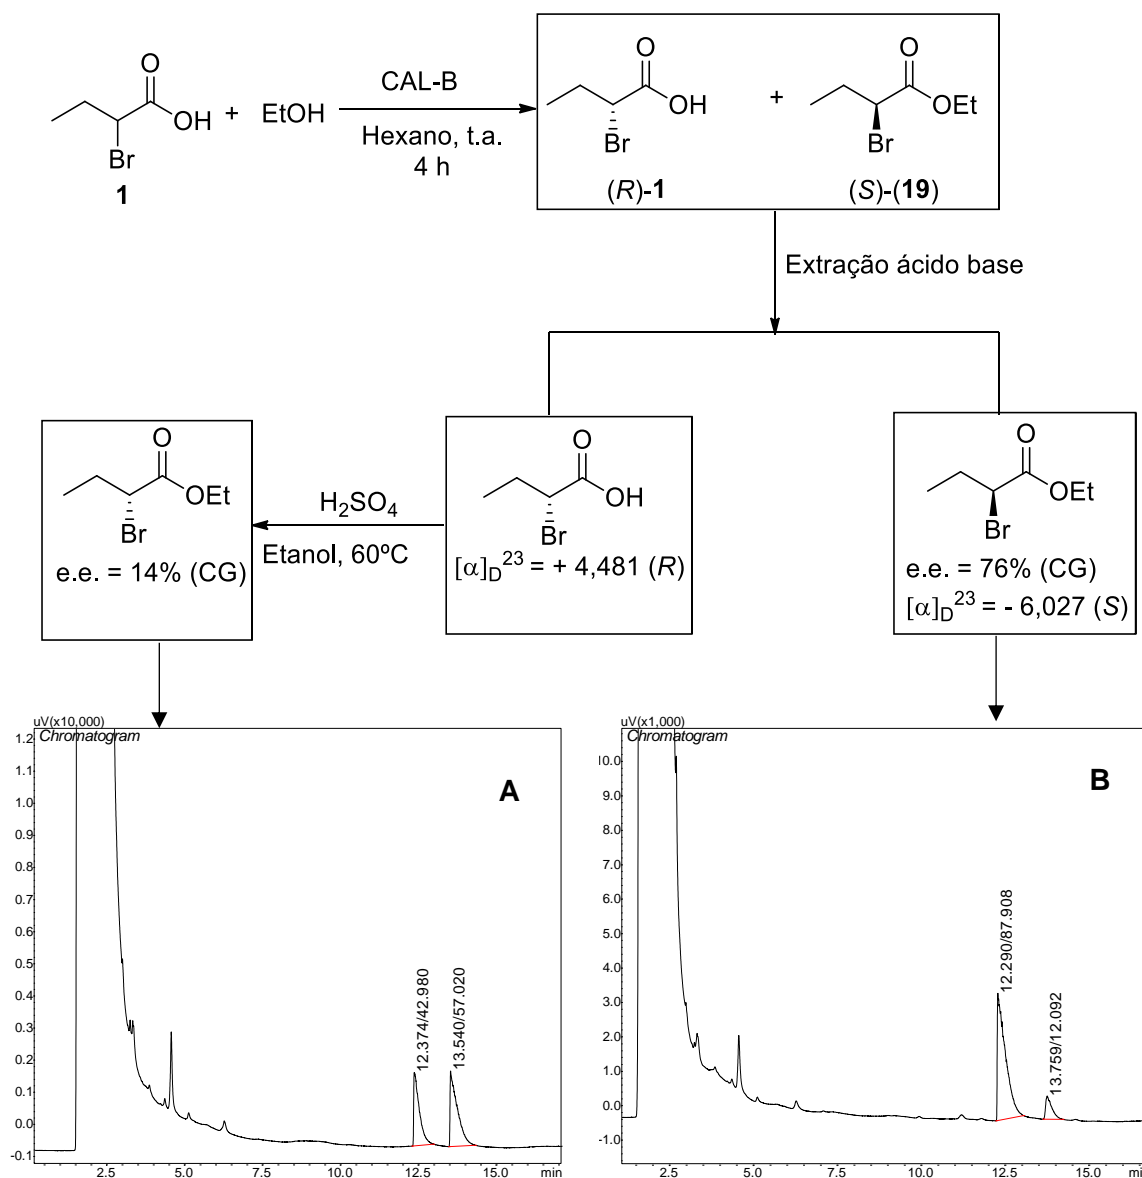 O
OH
Br
1
+
EtOH
CAL-B
Hexano, t.a.
4 h
O
OH
Br
(R)-1
+
O
OEt
Br
(S)-(19)
Extração ácido base
O
OEt
Br
e.e. = 14% (CG)
H2SO4
Etanol, 60ºC
O
OH
Br
[α]D23 = + 4,481 (R)
O
OEt
Br
e.e. = 76% (CG)
[α]D23 = - 6,027 (S)
uV(x10,000)
Chromatogram
A
1.2
1.1
1.0
0.9
0.8
0.7
0.6
0.5
0.4
0.3
0.2
0.1
0.0
-0.1
12.374/42.980
13.540/57.020
2.5 5.0 7.5 10.0 12.5 15.0 min
uV(x1,000)
Chromatogram
B
10.0
9.0
8.0
7.0
6.0
5.0
4.0
3.0
2.0
1.0
0.0
-1.0
12.290/87.908
13.759/12.092
2.5 5.0 7.5 10.0 12.5 15.0 min